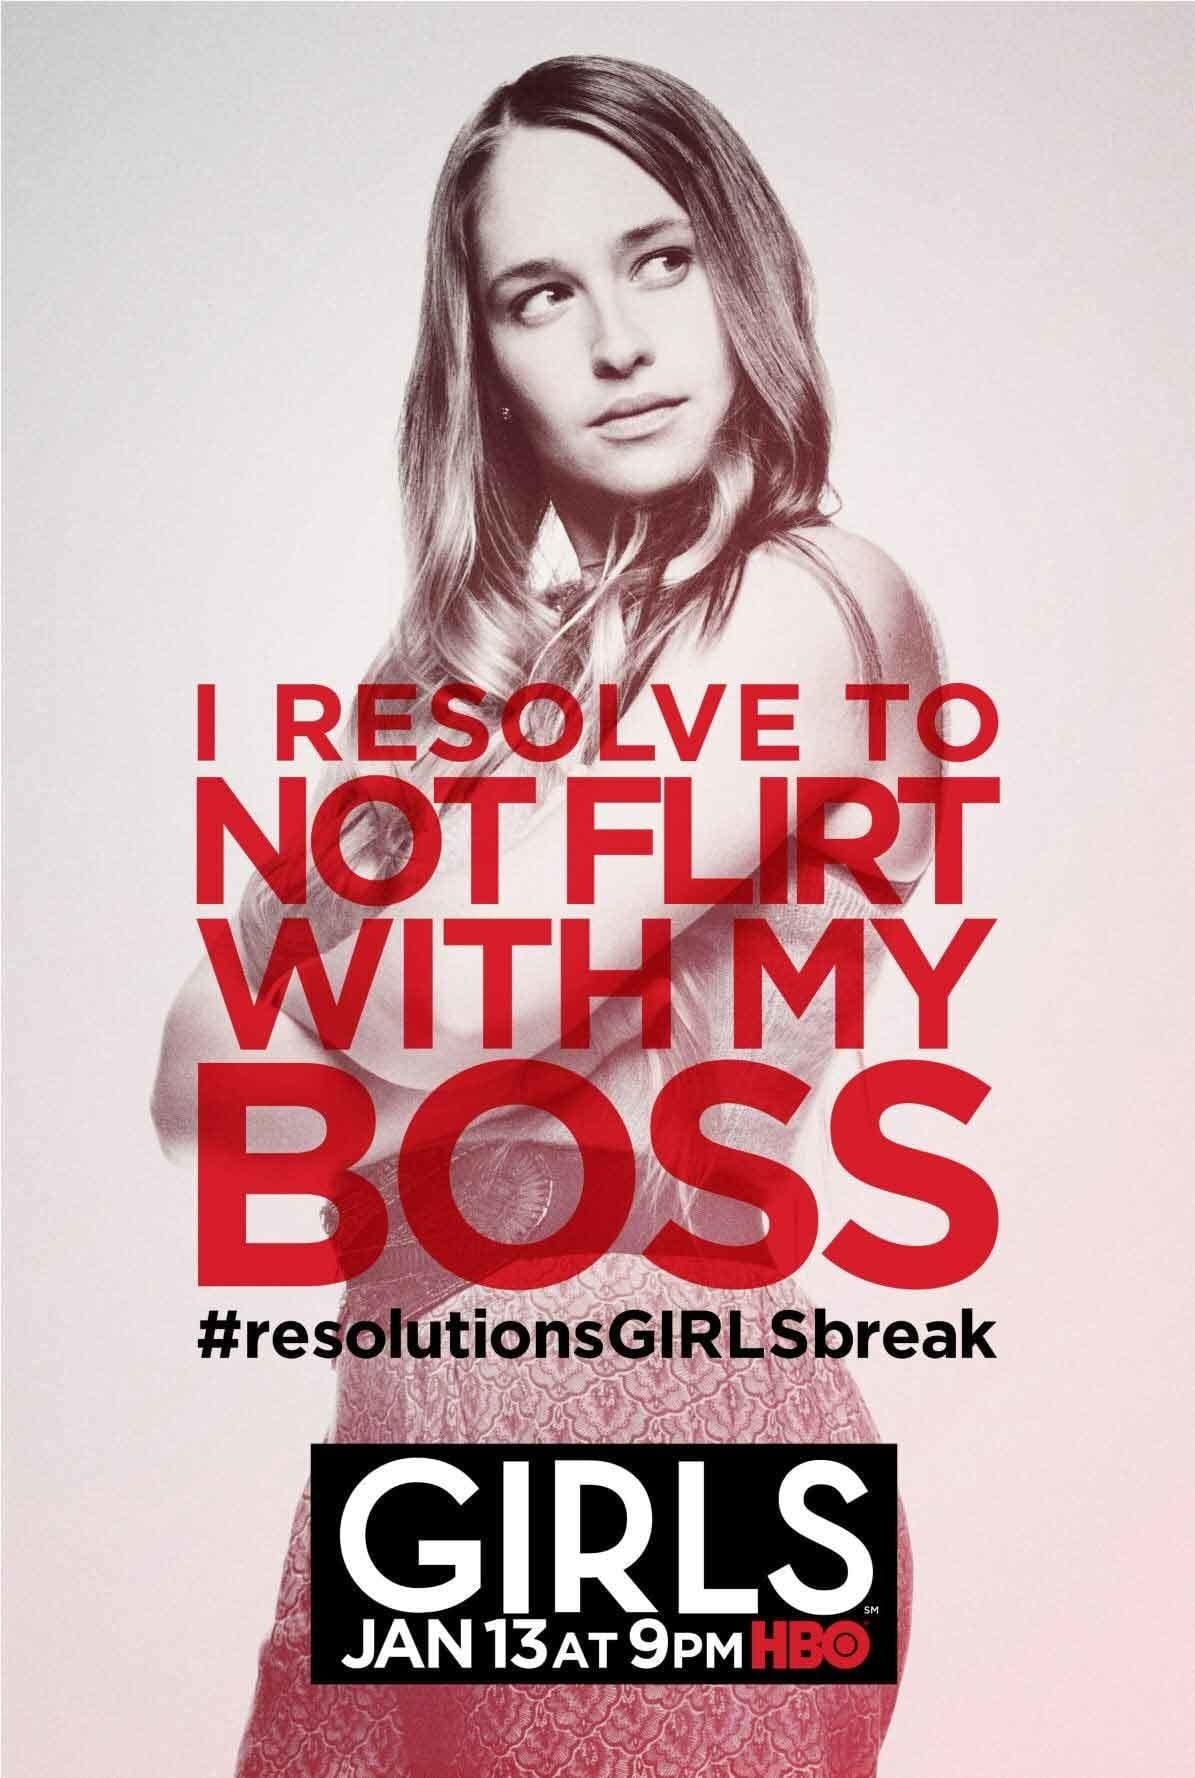 I RESOLVE TO
NOT FLIRT
WITH MY
BOSS
#resolutionsGIRLSbreak
GIRLS SM
JAN 13 AT 9PM HBO